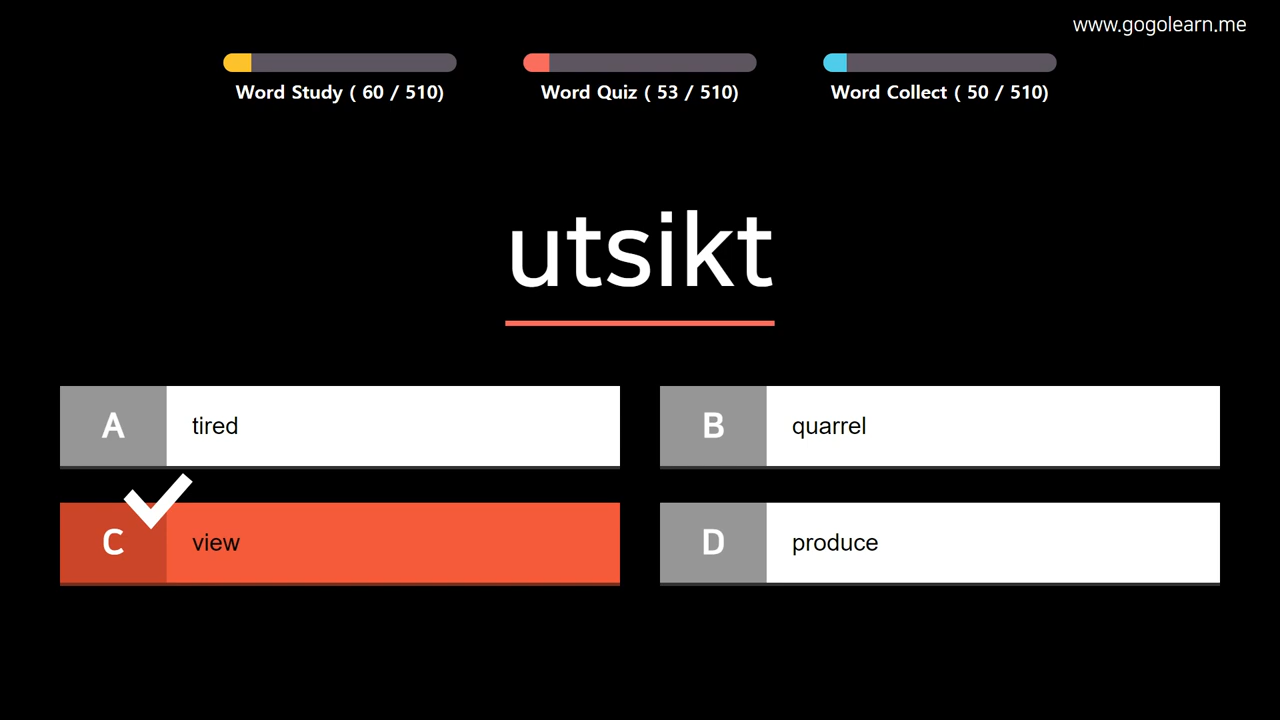 www.gogolearn.me
Word Study ( 60 / 510)
Word Quiz ( 53 / 510)
Word Collect ( 50 / 510)
utsikt
A tired
B quarrel
C view
D produce